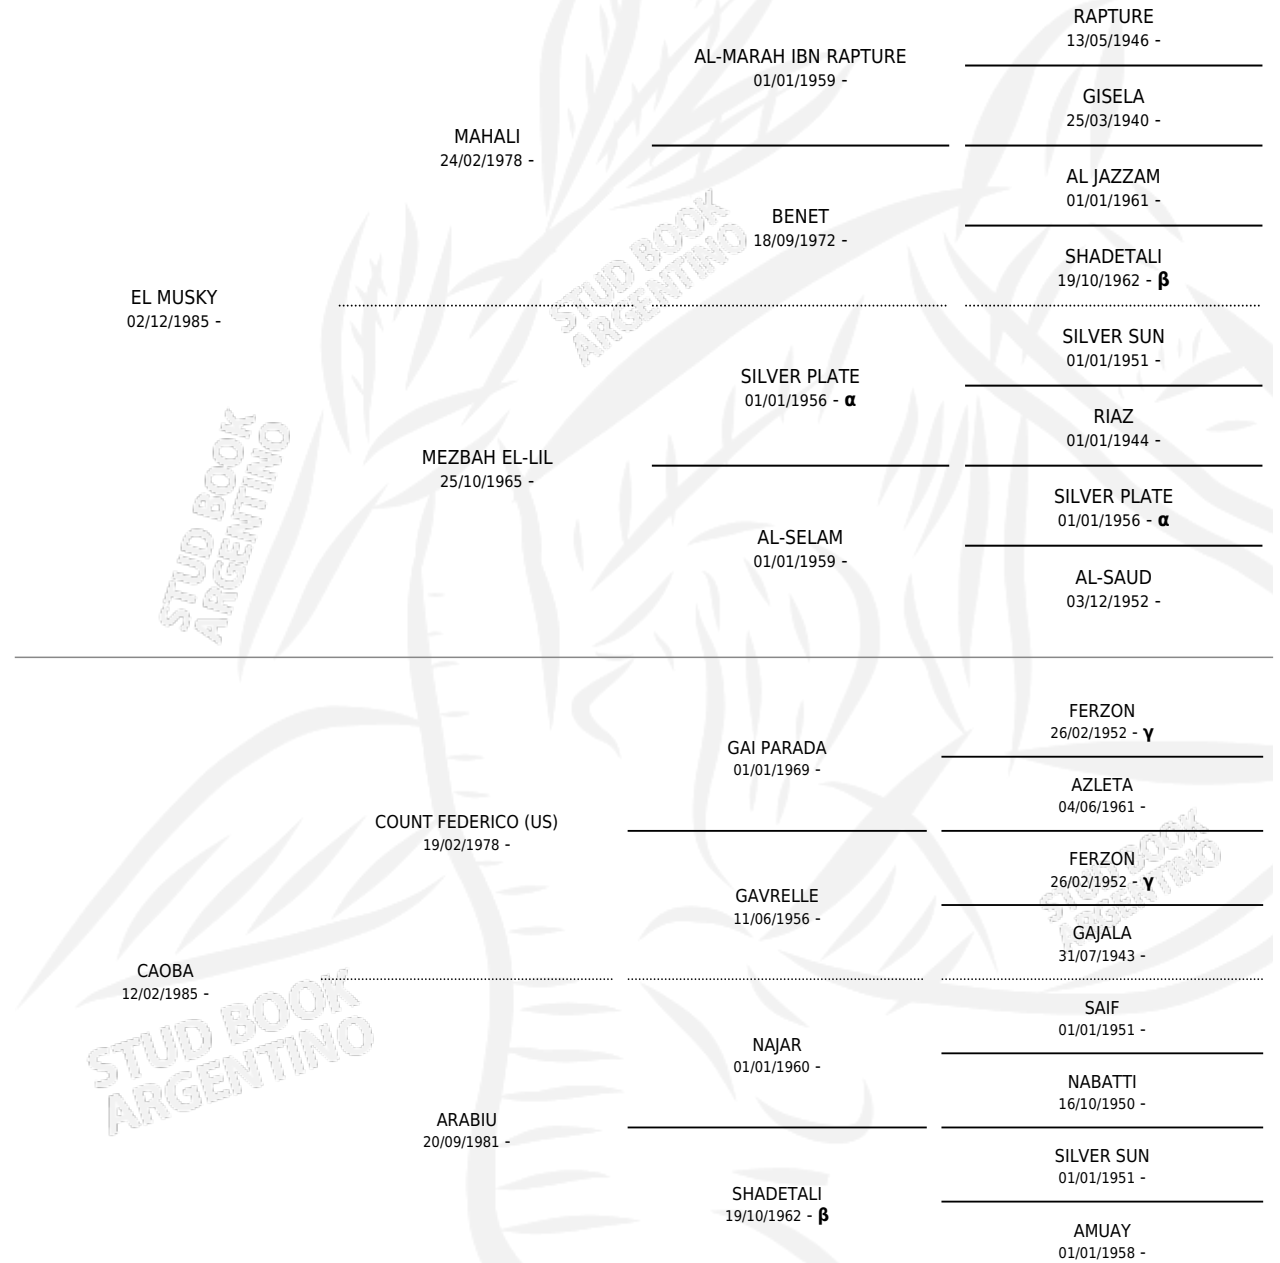 RAPTURE
13/05/1946 -
AL-MARAH IBN RAPTURE
01/01/1959 -
GISELA
25/03/1940 -
MAHALI
24/02/1978 -
AL JAZZAM
01/01/1961 -
BENET
18/09/1972 -
SHADETALI
19/10/1962 - β
EL MUSKY
02/12/1985 -
SILVER SUN
01/01/1951 -
SILVER PLATE
01/01/1956 - α
RIAZ
01/01/1944 -
MEZBAH EL-LIL
25/10/1965 -
SILVER PLATE
01/01/1956 - α
AL-SELAM
01/01/1959 -
AL-SAUD
03/12/1952 -
FERZON
26/02/1952 - γ
GAI PARADA
01/01/1969 -
AZLETA
04/06/1961 -
COUNT FEDERICO (US)
19/02/1978 -
FERZON
26/02/1952 - γ
GAVRELLE
11/06/1956 -
GAJALA
31/07/1943 -
CAOBA
12/02/1985 -
SAIF
01/01/1951 -
NAJAR
01/01/1960 -
NABATTI
16/10/1950 -
ARABIU
20/09/1981 -
SILVER SUN
01/01/1951 -
SHADETALI
19/10/1962 - β
AMUAY
01/01/1958 -
STUD BOOK
ARGENTINO
STUD BOOK
ARGENTINO
STUD BOOK
ARGENTINO
STUD BOOK
ARGENTINO